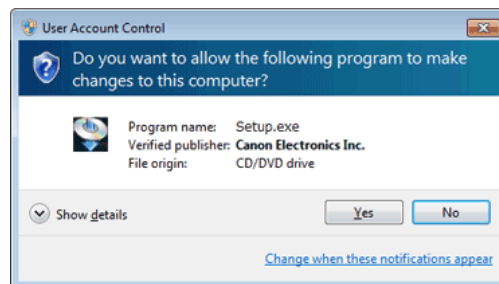 User Account Control
Do you want to allow the following program to make
changes to this computer?
Program name: Setup.exe
Verified publisher: Canon Electronics Inc.
File origin: CD/DVD drive
Show details
Yes
No
Change when these notifications appear